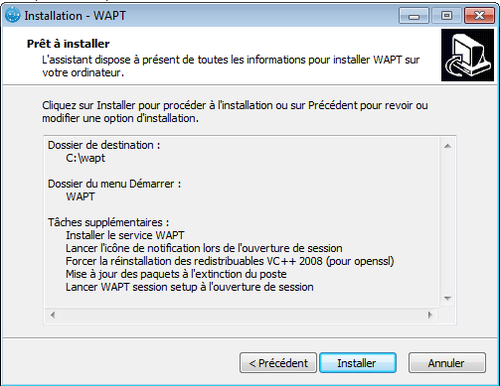 Installation - WAPT
Prêt à installer
L'assistant dispose à présent de toutes les informations pour installer WAPT sur
votre ordinateur.
Cliquez sur Installer pour procéder à l'installation ou sur Précédent pour revoir ou
modifier une option d'installation.
Dossier de destination :
C:\wapt
Dossier du menu Démarrer :
WAPT
Tâches supplémentaires :
Installer le service WAPT
Lancer l'icône de notification lors de l'ouverture de session
Forcer la réinstallation des redistribuables VC++ 2008 (pour openssl)
Mise à jour des paquets à l'extinction du poste
Lancer WAPT session setup à l'ouverture de session
< Précédent
Installer
Annuler